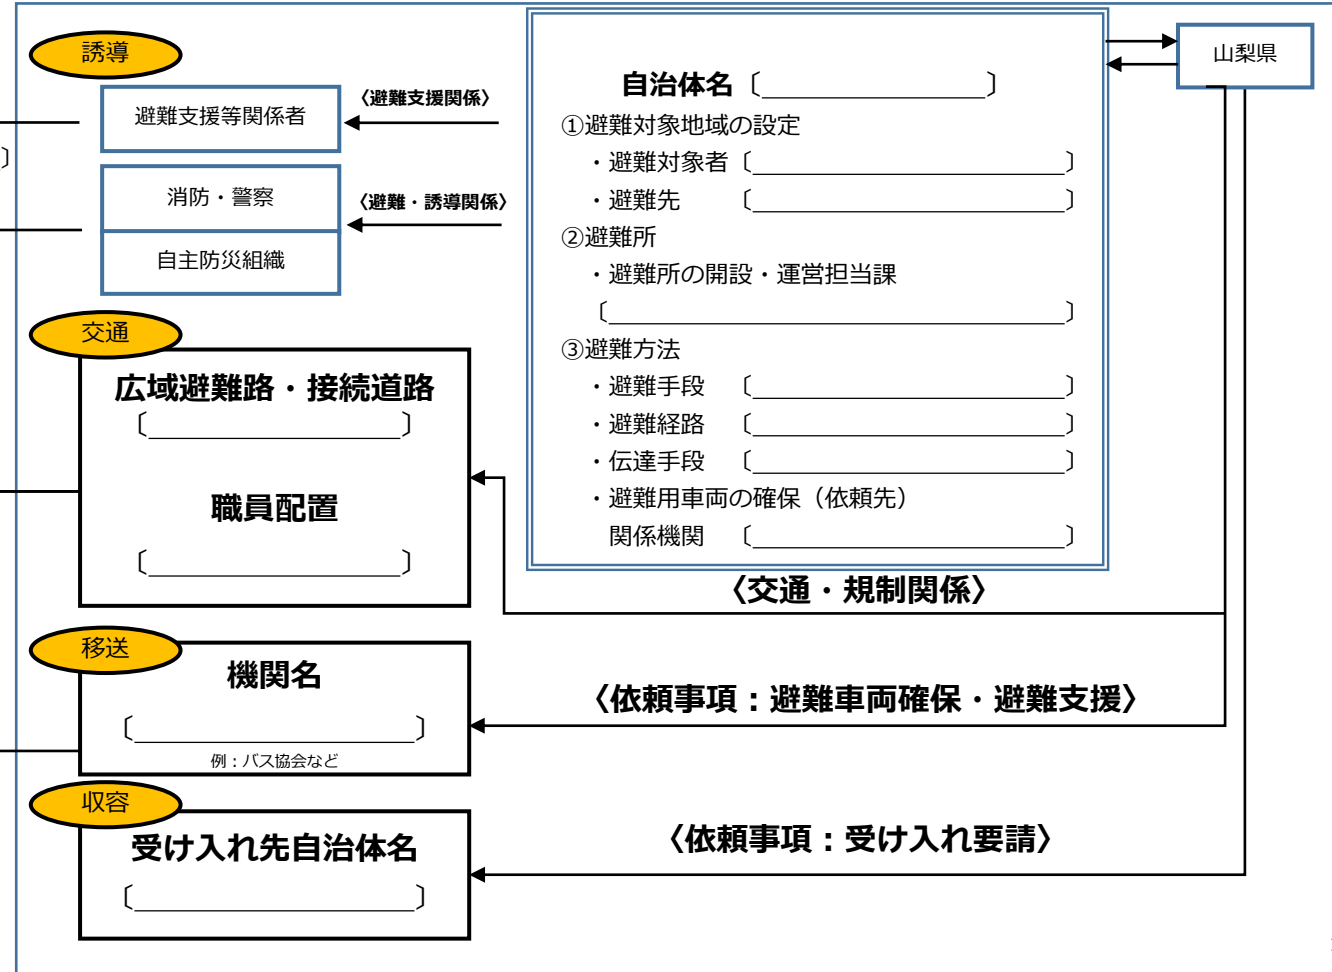 誘導
避難支援等関係者
〈避難支援関係〉
消防・警察
自主防災組織
〈避難・誘導関係〉
〕
山梨県
自治体名〔　　　　　　〕
①避難対象地域の設定
・避難対象者〔　　　　　　〕
・避難先　〔　　　　　　〕
②避難所
・避難所の開設・運営担当課
〔　　　　　　〕
③避難方法
・避難手段　〔　　　　　　〕
・避難経路　〔　　　　　　〕
・伝達手段　〔　　　　　　〕
・避難用車両の確保（依頼先）
関係機関　〔　　　　　　〕
交通
広域避難路・接続道路
〔　　　　　　〕
職員配置
〔　　　　　　〕
〈交通・規制関係〉
移送
機関名
〔　　　　　　〕
例：バス協会など
〈依頼事項：避難車両確保・避難支援〉
収容
受け入れ先自治体名
〔　　　　　　〕
〈依頼事項：受け入れ要請〉